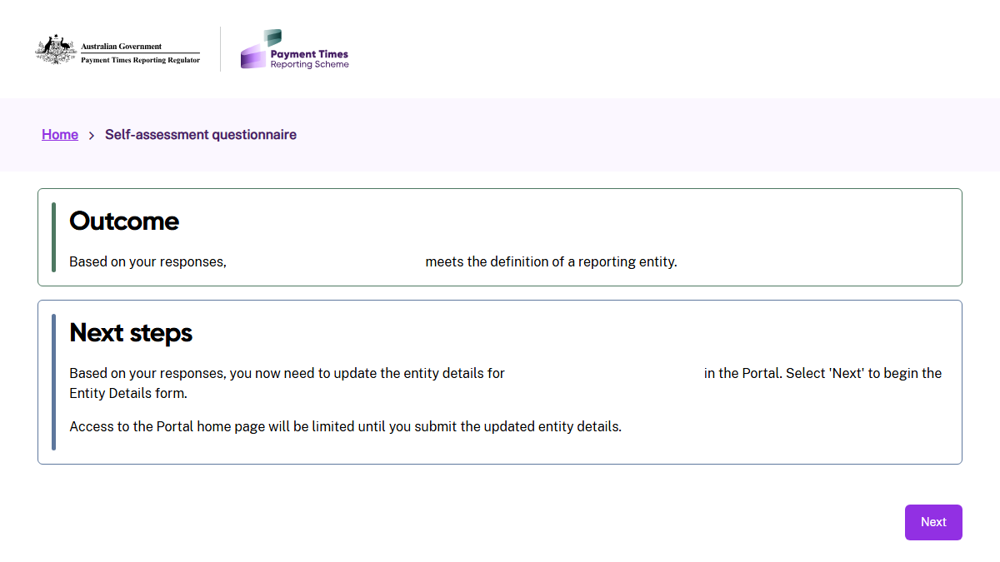 Australian Government
Payment Times Reporting Regulator
Payment Times
Reporting Scheme
Home > Self-assessment questionnaire
Outcome
Based on your responses, meets the definition of a reporting entity.
Next steps
Based on your responses, you now need to update the entity details for in the Portal. Select 'Next' to begin the
Entity Details form.
Access to the Portal home page will be limited until you submit the updated entity details.
Next